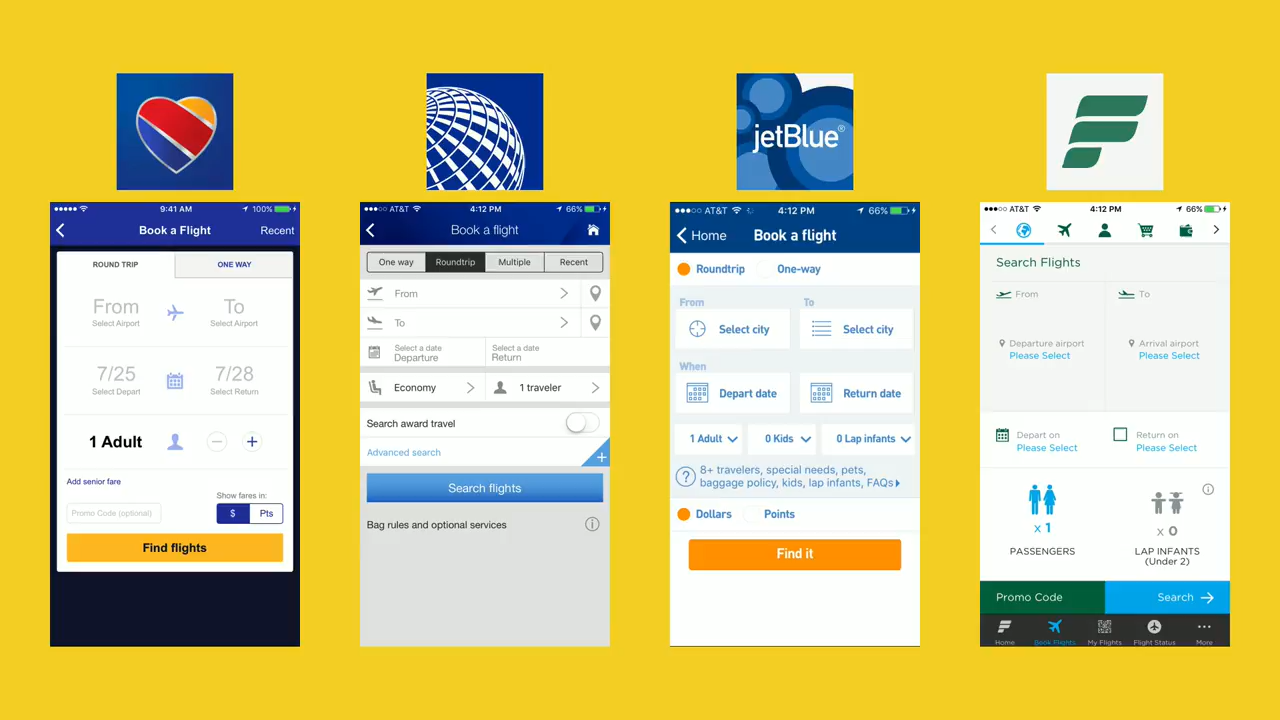 jetBlue®
9:41 AM 100%
Book a Flight Recent
ROUND TRIP ONE WAY
From To
Select Airport Select Airport
7/25 7/28
Select Depart Select Return
1 Adult
Add senior fare
Show fares in:
Promo Code (optional) $ Pts
Find flights
AT&T 4:12 PM 66%
Book a flight
One way Roundtrip Multiple Recent
From
To
Select a date Select a date
Departure Return
Economy 1 traveler
Search award travel
Advanced search
Search flights
Bag rules and optional services
AT&T 4:12 PM 66%
Home Book a flight
Roundtrip One-way
From To
Select city Select city
When
Depart date Return date
1 Adult 0 Kids 0 Lap infants
8+ travelers, special needs, pets,
baggage policy, kids, lap infants, FAQs
Dollars Points
Find it
AT&T 4:12 PM 66%
Search Flights
From To
Departure airport Arrival airport
Please Select Please Select
Depart on Return on
Please Select Please Select
x 1 x 0
PASSENGERS LAP INFANTS
(Under 2)
Promo Code Search
Home Book Flights My Flights Flight Status More